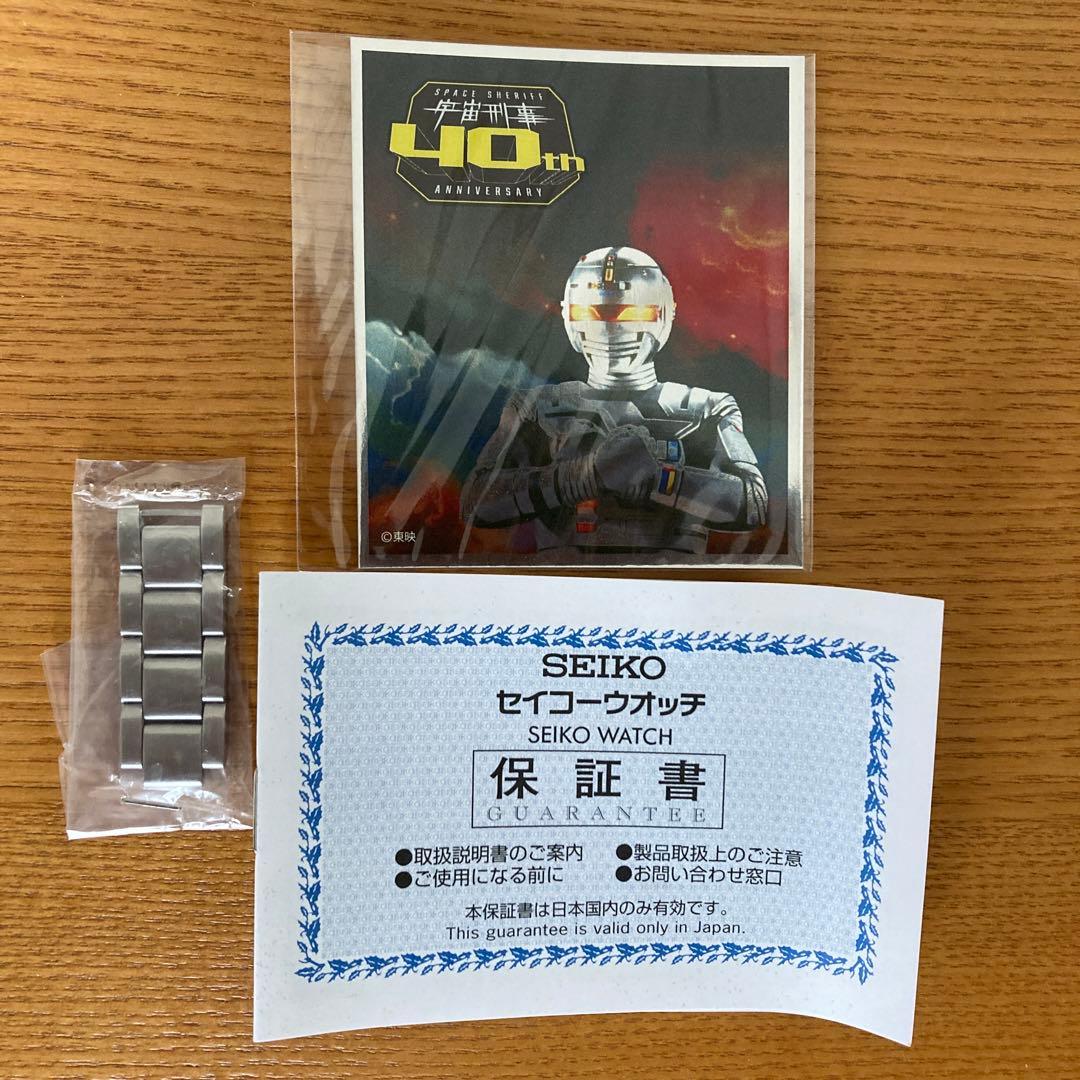 SPACE SHERIFF
宇宙刑事
40th
ANNIVERSARY
©東映
SEIKO
セイコーウオッチ
SEIKO WATCH
保証書
GUARANTEE
●取扱説明書のご案内
●製品取扱上のご注意
●ご使用になる前に
●お問い合わせ窓口
本保証書は日本国内のみ有効です。
This guarantee is valid only in Japan.